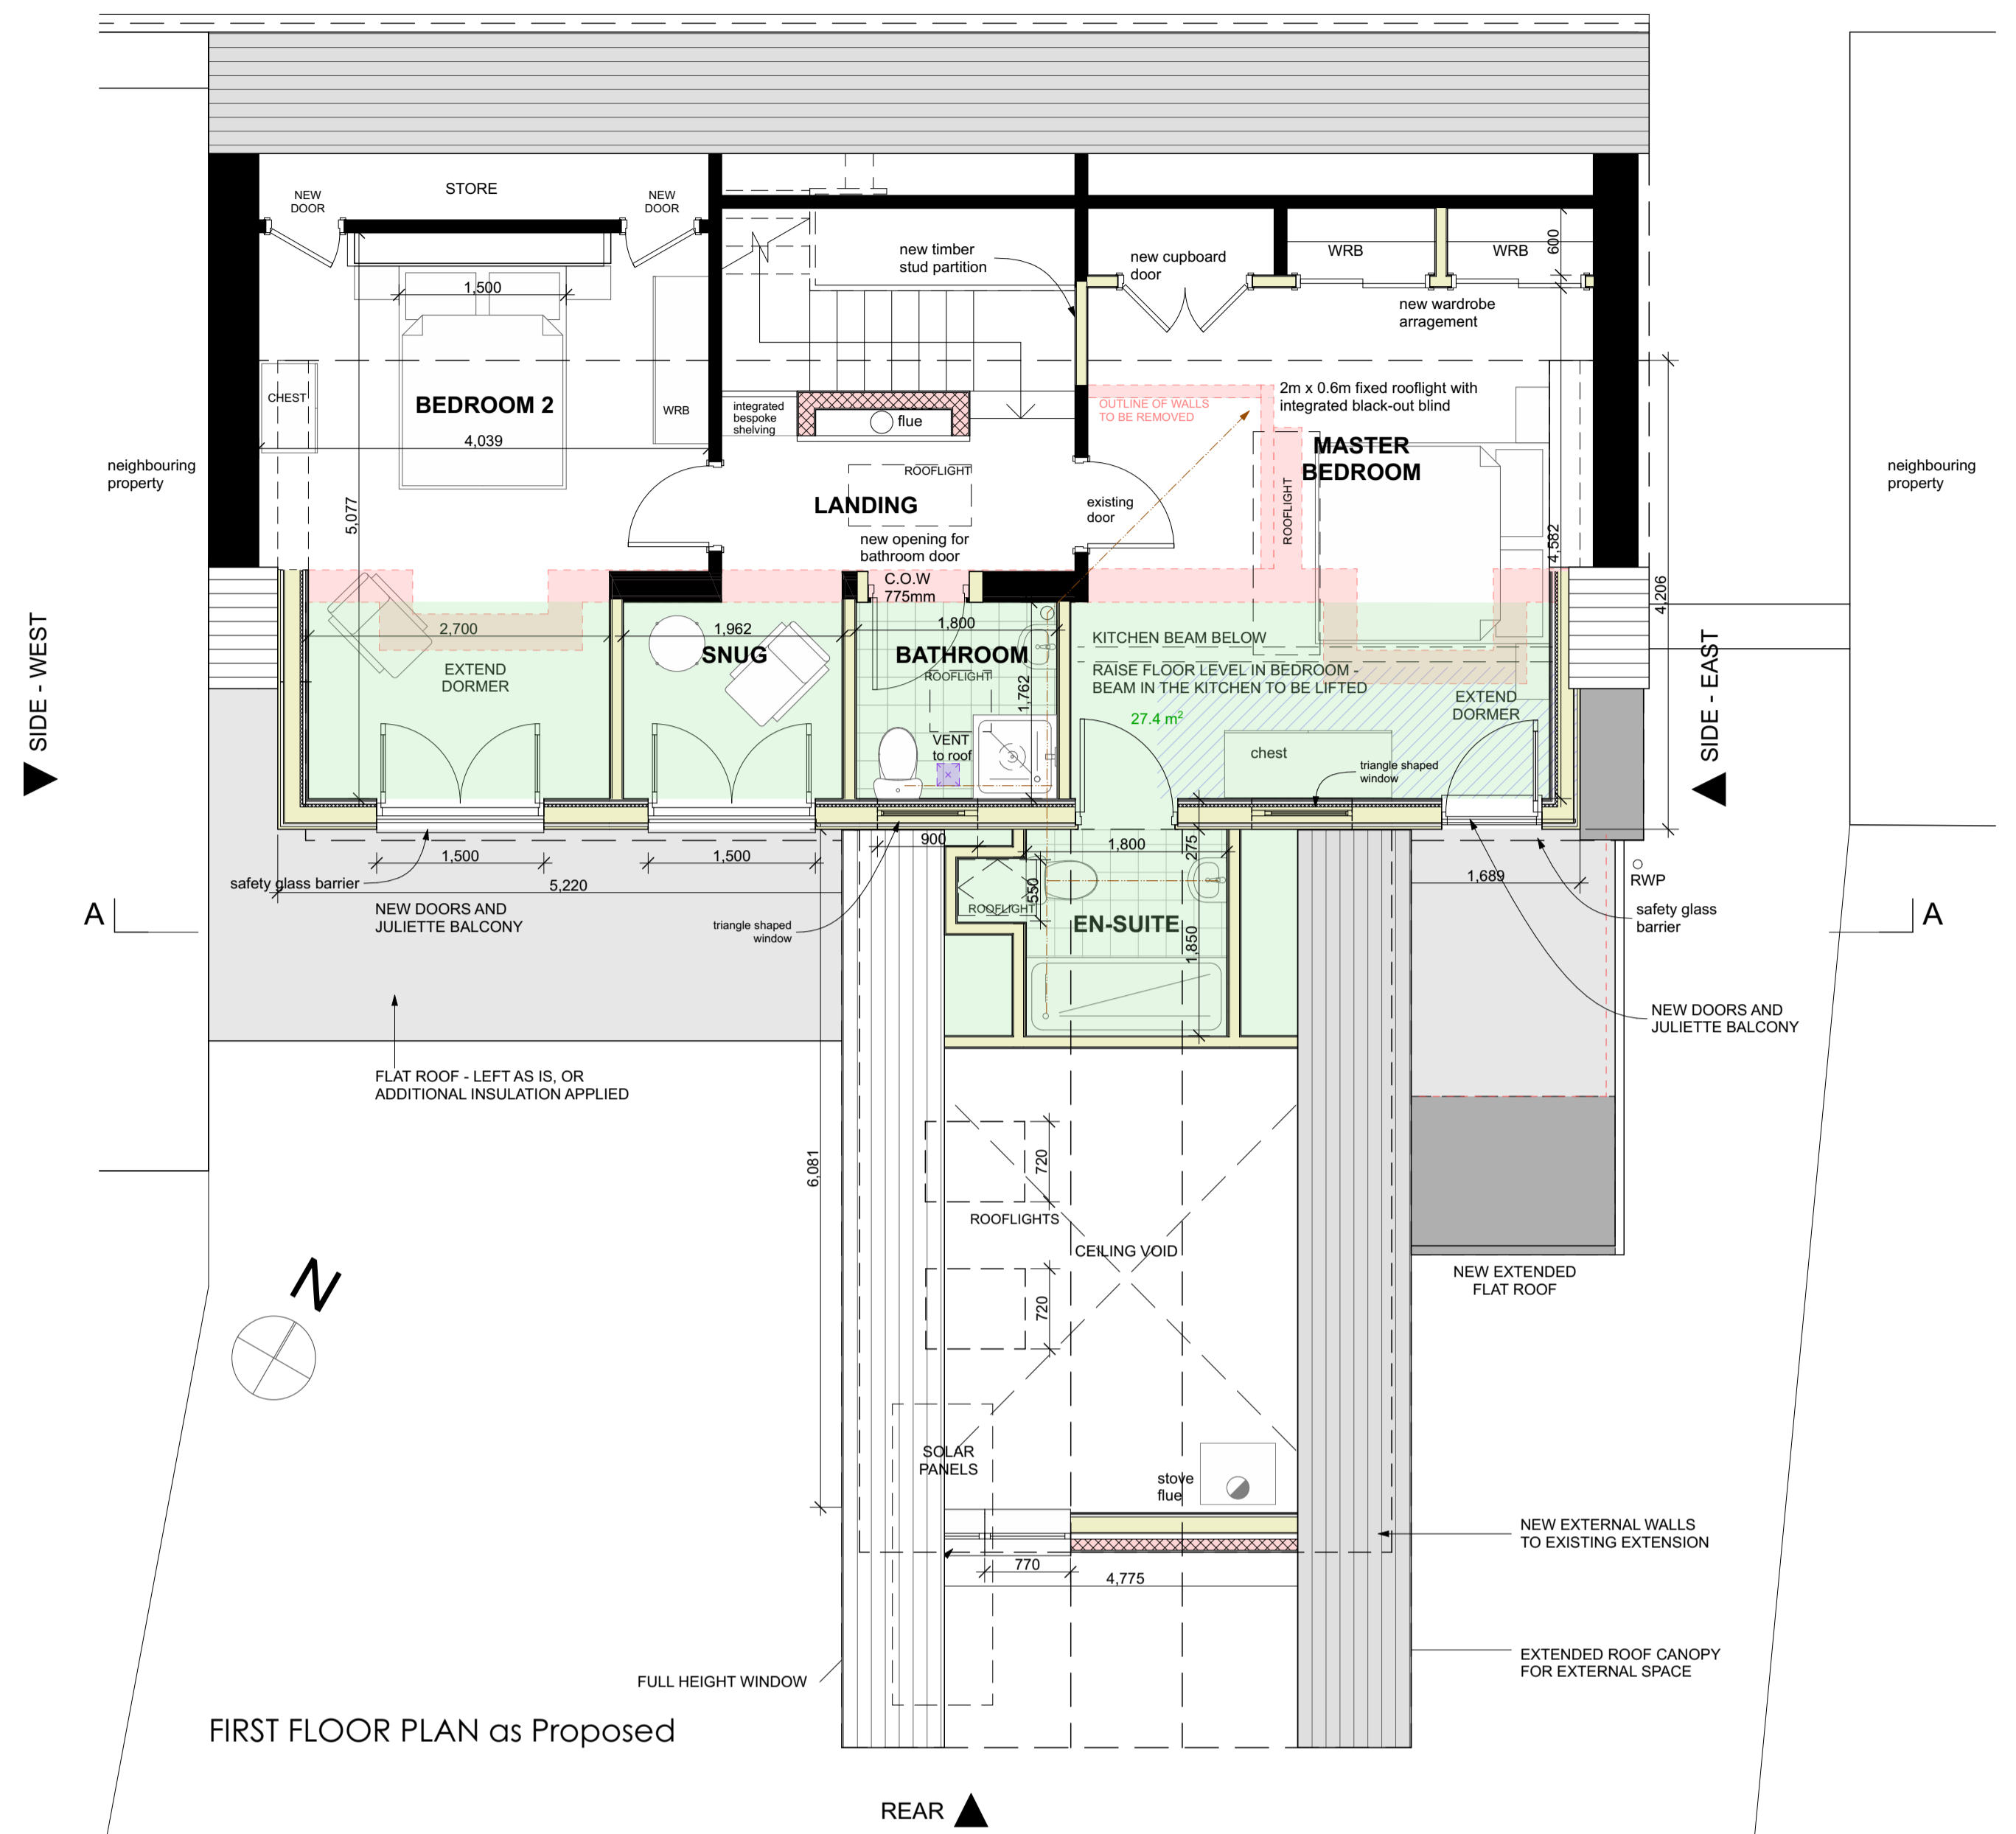 NEW
DOOR
STORE
NEW
DOOR
new timber
stud partition
new cupboard
door
WRB
WRB
600
new wardrobe
arragement
1,500
CHEST
BEDROOM 2
WRB
4,039
5,077
integrated
bespoke
shelving
flue
OUTLINE OF WALLS
TO BE REMOVED
2m x 0.6m fixed rooflight with
integrated black-out blind
MASTER
BEDROOM
ROOFLIGHT
neighbouring
property
ROOFLIGHT
LANDING
existing
door
new opening for
bathroom door
4,582
4,206
neighbouring
property
C.O.W
775mm
SIDE - WEST
2,700
1,962
1,800
SNUG
BATHROOM
ROOFLIGHT
1,762
EXTEND
DORMER
KITCHEN BEAM BELOW
RAISE FLOOR LEVEL IN BEDROOM -
BEAM IN THE KITCHEN TO BE LIFTED
27.4 m²
EXTEND
DORMER
SIDE - EAST
VENT
to roof
chest
triangle shaped
window
1,500
1,500
900
1,800
275
safety glass barrier
5,220
1,689
RWP
A
NEW DOORS AND
JULIETTE BALCONY
triangle shaped
window
550
ROOFLIGHT
EN-SUITE
1,850
safety glass
barrier
A
NEW DOORS AND
JULIETTE BALCONY
FLAT ROOF - LEFT AS IS, OR
ADDITIONAL INSULATION APPLIED
6,081
720
ROOFLIGHTS
CEILING VOID
720
NEW EXTENDED
FLAT ROOF
N
SOLAR
PANELS
stove
flue
NEW EXTERNAL WALLS
TO EXISTING EXTENSION
770
4,775
FULL HEIGHT WINDOW
EXTENDED ROOF CANOPY
FOR EXTERNAL SPACE
FIRST FLOOR PLAN as Proposed
REAR